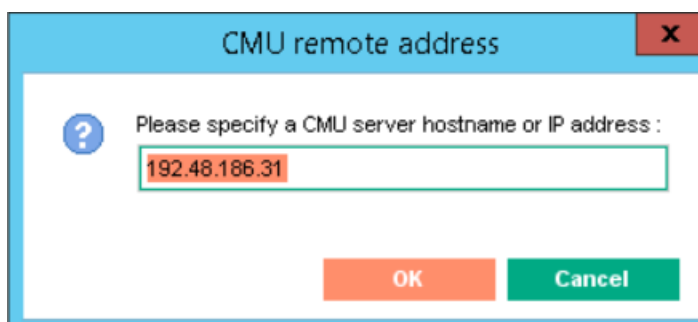 CMU remote address
x
Please specify a CMU server hostname or IP address :
192.48.186.31
OK
Cancel